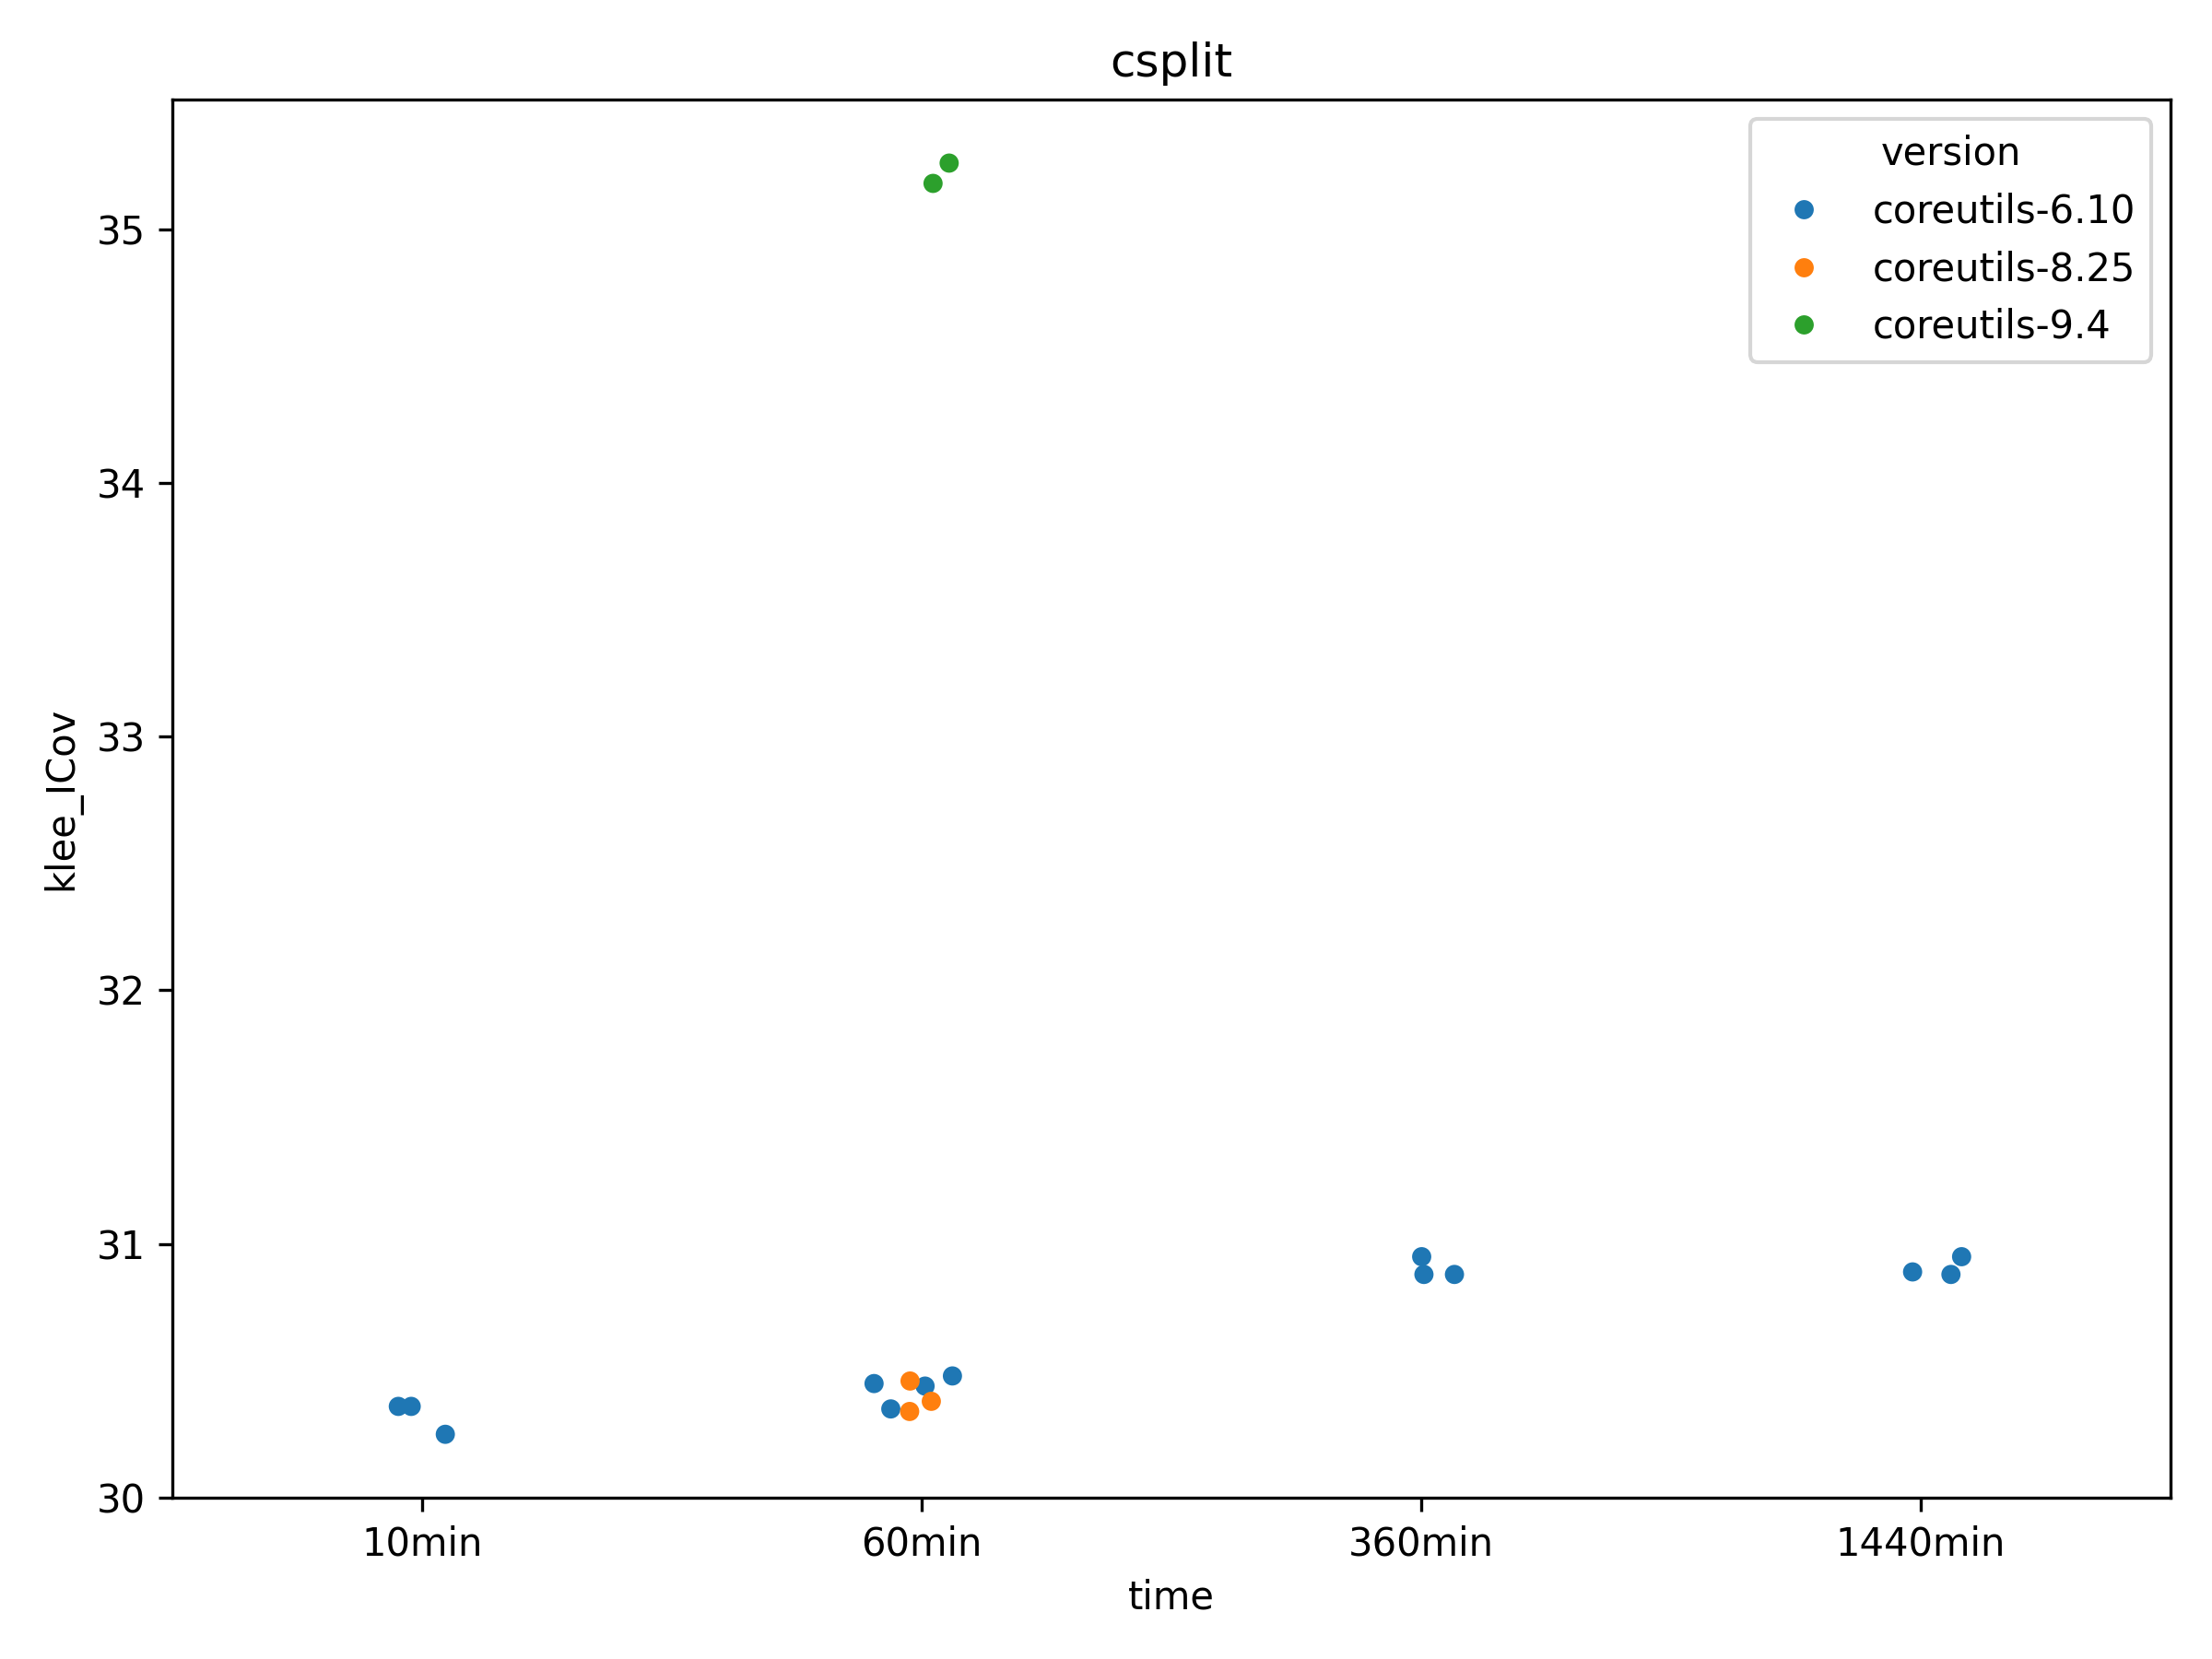 csplit
version
coreutils-6.10
coreutils-8.25
coreutils-9.4
klee_ICov
35
34
33
32
31
30
10min
60min
360min
1440min
time